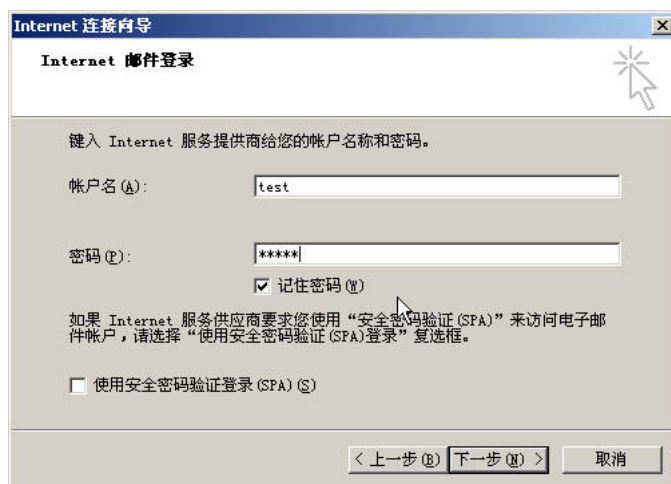 Internet 连接向导
Internet 邮件登录
键入 Internet 服务提供商给您的帐户名称和密码。
帐户名(A):
test
密码(P):
*****
记住密码(W)
如果 Internet 服务供应商要求您使用“安全密码验证(SPA)”来访问电子邮
件帐户,请选择“使用安全密码验证(SPA)登录”复选框。
使用安全密码验证登录(SPA)(S)
< 上一步(B) 下一步(N) > 取消